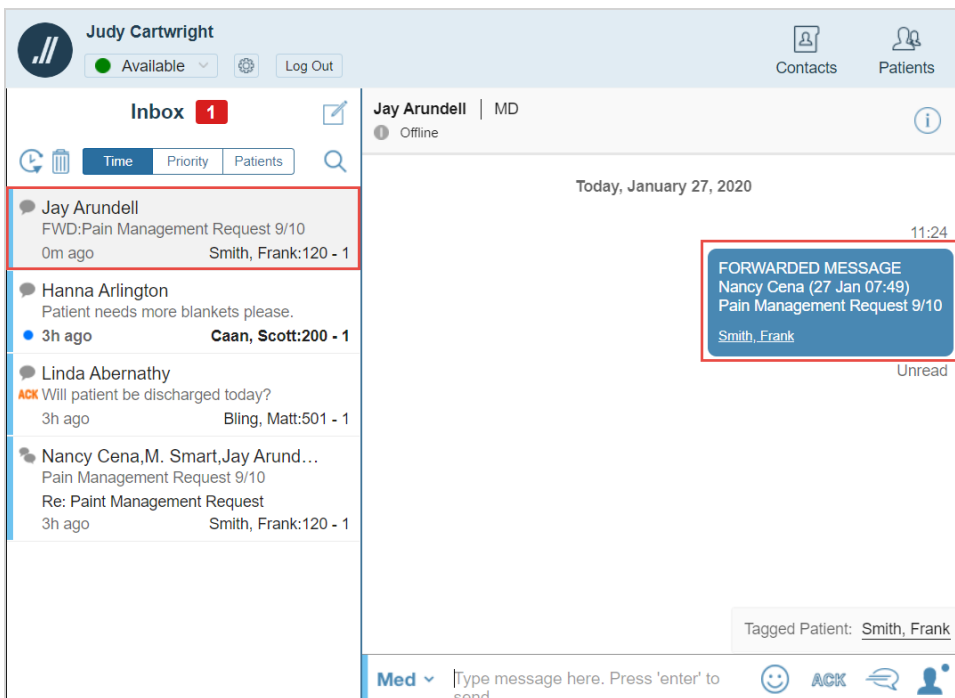 Judy Cartwright
Available
Log Out
Contacts
Patients
Inbox 1
Time Priority Patients
Jay Arundell
FWD:Pain Management Request 9/10
0m ago Smith, Frank:120 - 1
Hanna Arlington
Patient needs more blankets please.
3h ago Caan, Scott:200 - 1
Linda Abernathy
ACK Will patient be discharged today?
3h ago Bling, Matt:501 - 1
Nancy Cena,M. Smart,Jay Arund…
Pain Management Request 9/10
Re: Paint Management Request
3h ago Smith, Frank:120 - 1
Jay Arundell | MD
Offline
Today, January 27, 2020
11:24
FORWARDED MESSAGE
Nancy Cena (27 Jan 07:49)
Pain Management Request 9/10
Smith, Frank
Unread
Tagged Patient: Smith, Frank
Med Type message here. Press 'enter' to
send
ACK